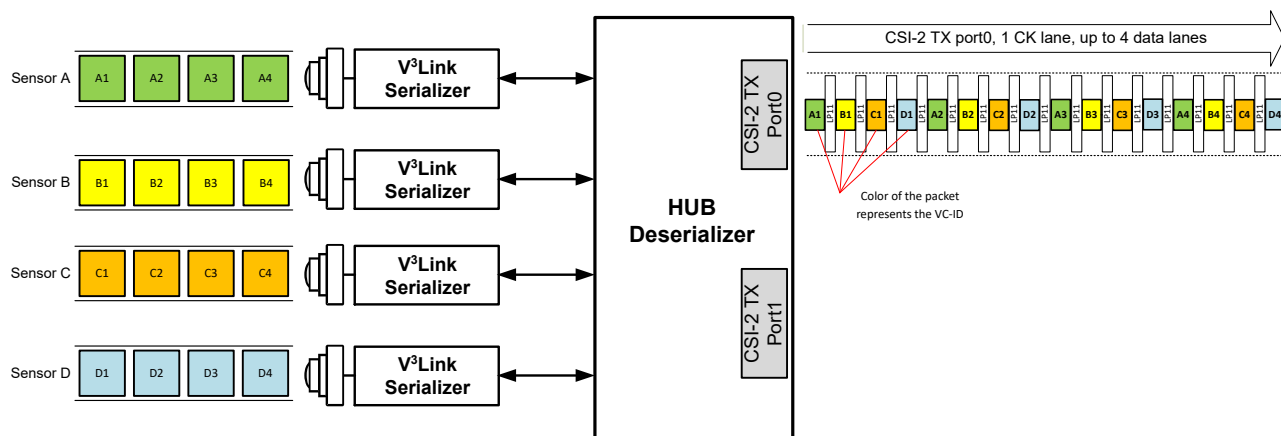 Sensor A
A1 A2 A3 A4
V³Link
Serializer
Sensor B
B1 B2 B3 B4
V³Link
Serializer
Sensor C
C1 C2 C3 C4
V³Link
Serializer
Sensor D
D1 D2 D3 D4
V³Link
Serializer
HUB
Deserializer
CSI-2 TX
Port0
CSI-2 TX
Port1
CSI-2 TX port0, 1 CK lane, up to 4 data lanes
A1 LP11 B1 LP11 C1 LP11 D1 LP11 A2 LP11 B2 LP11 C2 LP11 D2 LP11 A3 LP11 B3 LP11 C3 LP11 D3 LP11 A4 LP11 B4 LP11 C4 LP11 D4
Color of the packet
represents the VC-ID